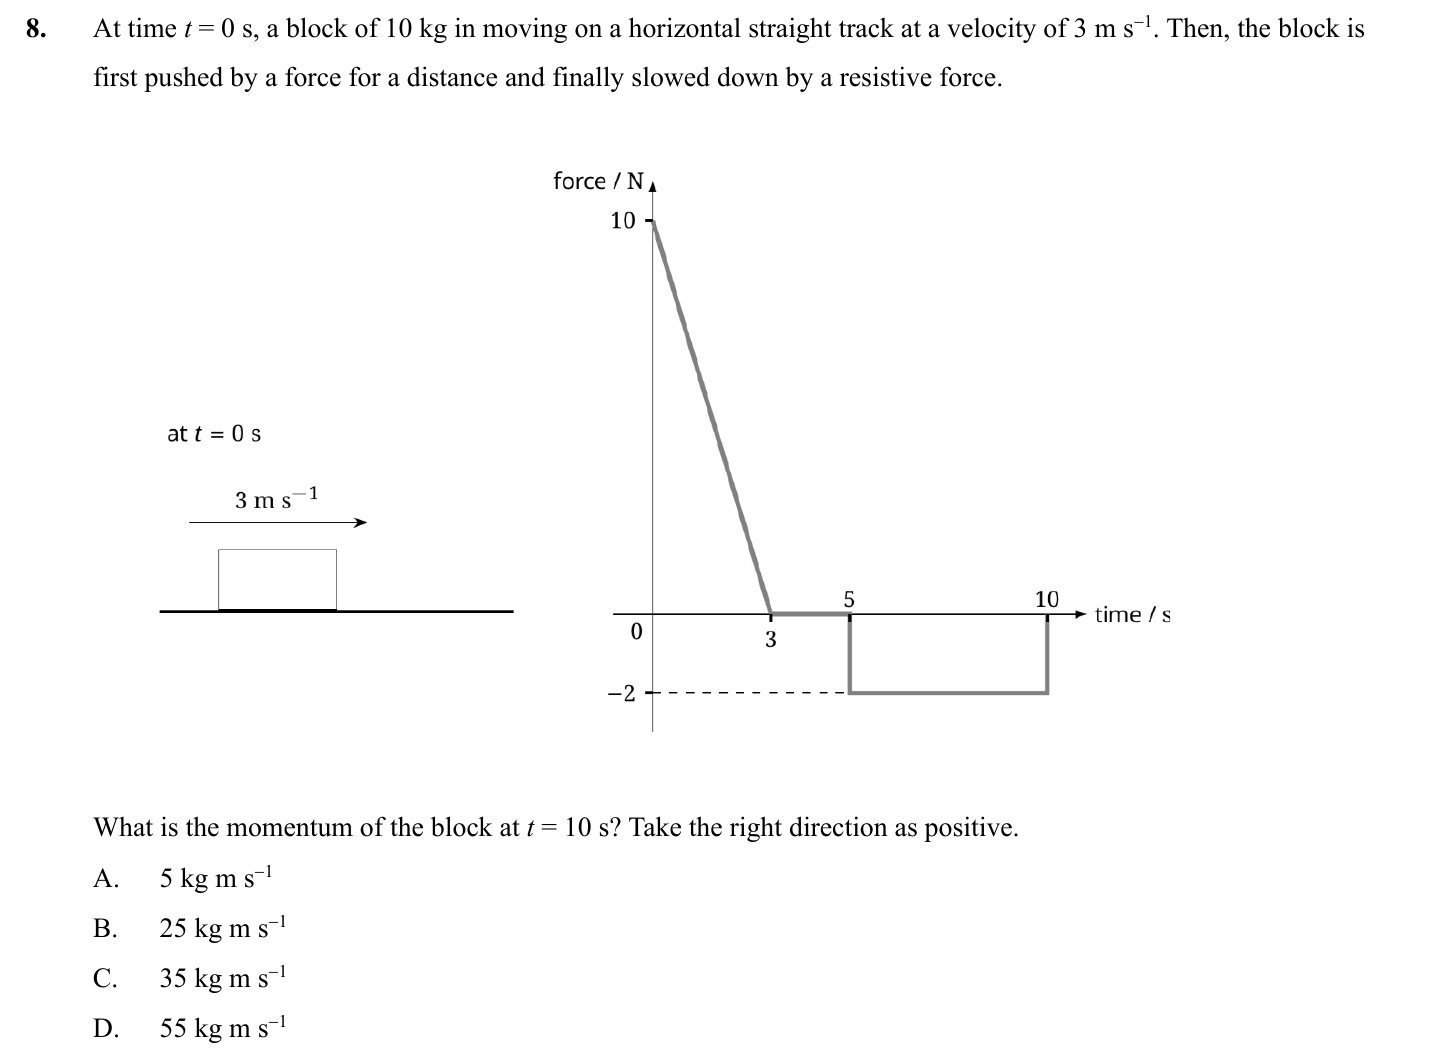 8. At time t = 0 s, a block of 10 kg in moving on a horizontal straight track at a velocity of 3 m s⁻¹. Then, the block is
first pushed by a force for a distance and finally slowed down by a resistive force.
force / N
10
at t = 0 s
3 m s⁻¹
5
10
time / s
0
3
−2
What is the momentum of the block at t = 10 s? Take the right direction as positive.
A. 5 kg m s⁻¹
B. 25 kg m s⁻¹
C. 35 kg m s⁻¹
D. 55 kg m s⁻¹